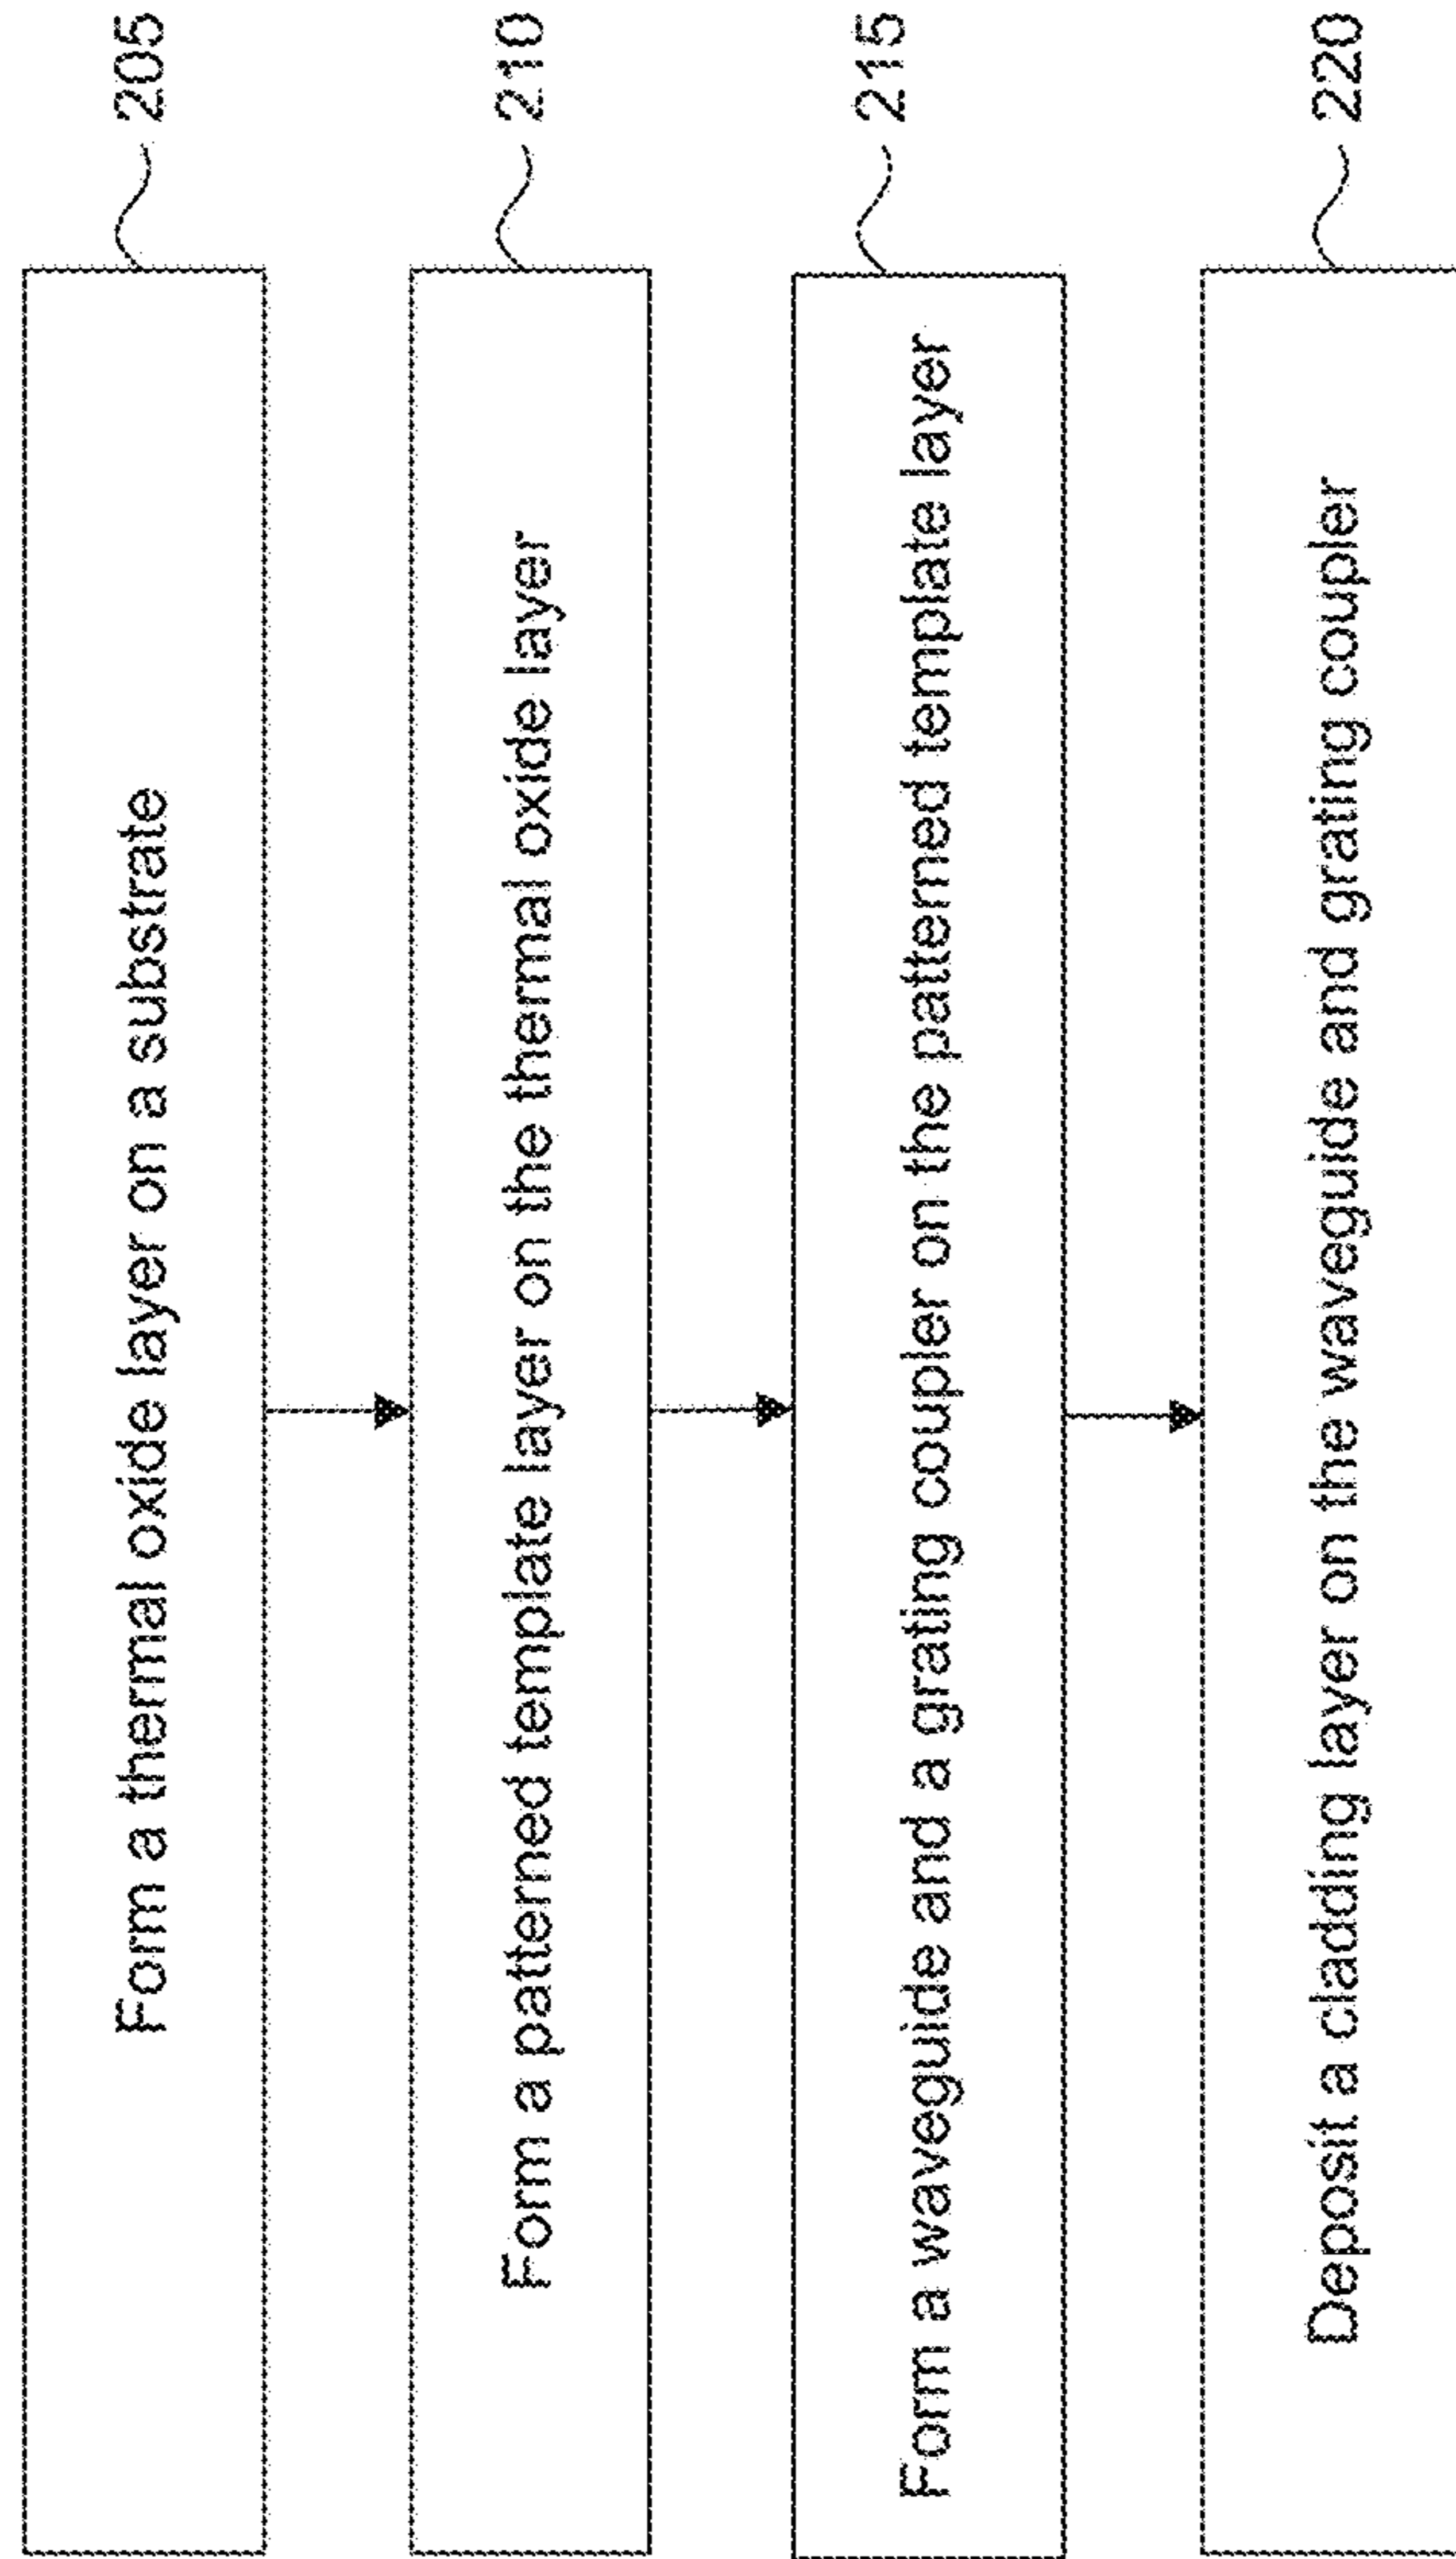 Form a thermal oxide layer on a substrate
205
Form a patterned template layer on the thermal oxide layer
210
Form a waveguide and a grating coupler on the patterned template layer
215
Deposit a cladding layer on the waveguide and grating coupler
220